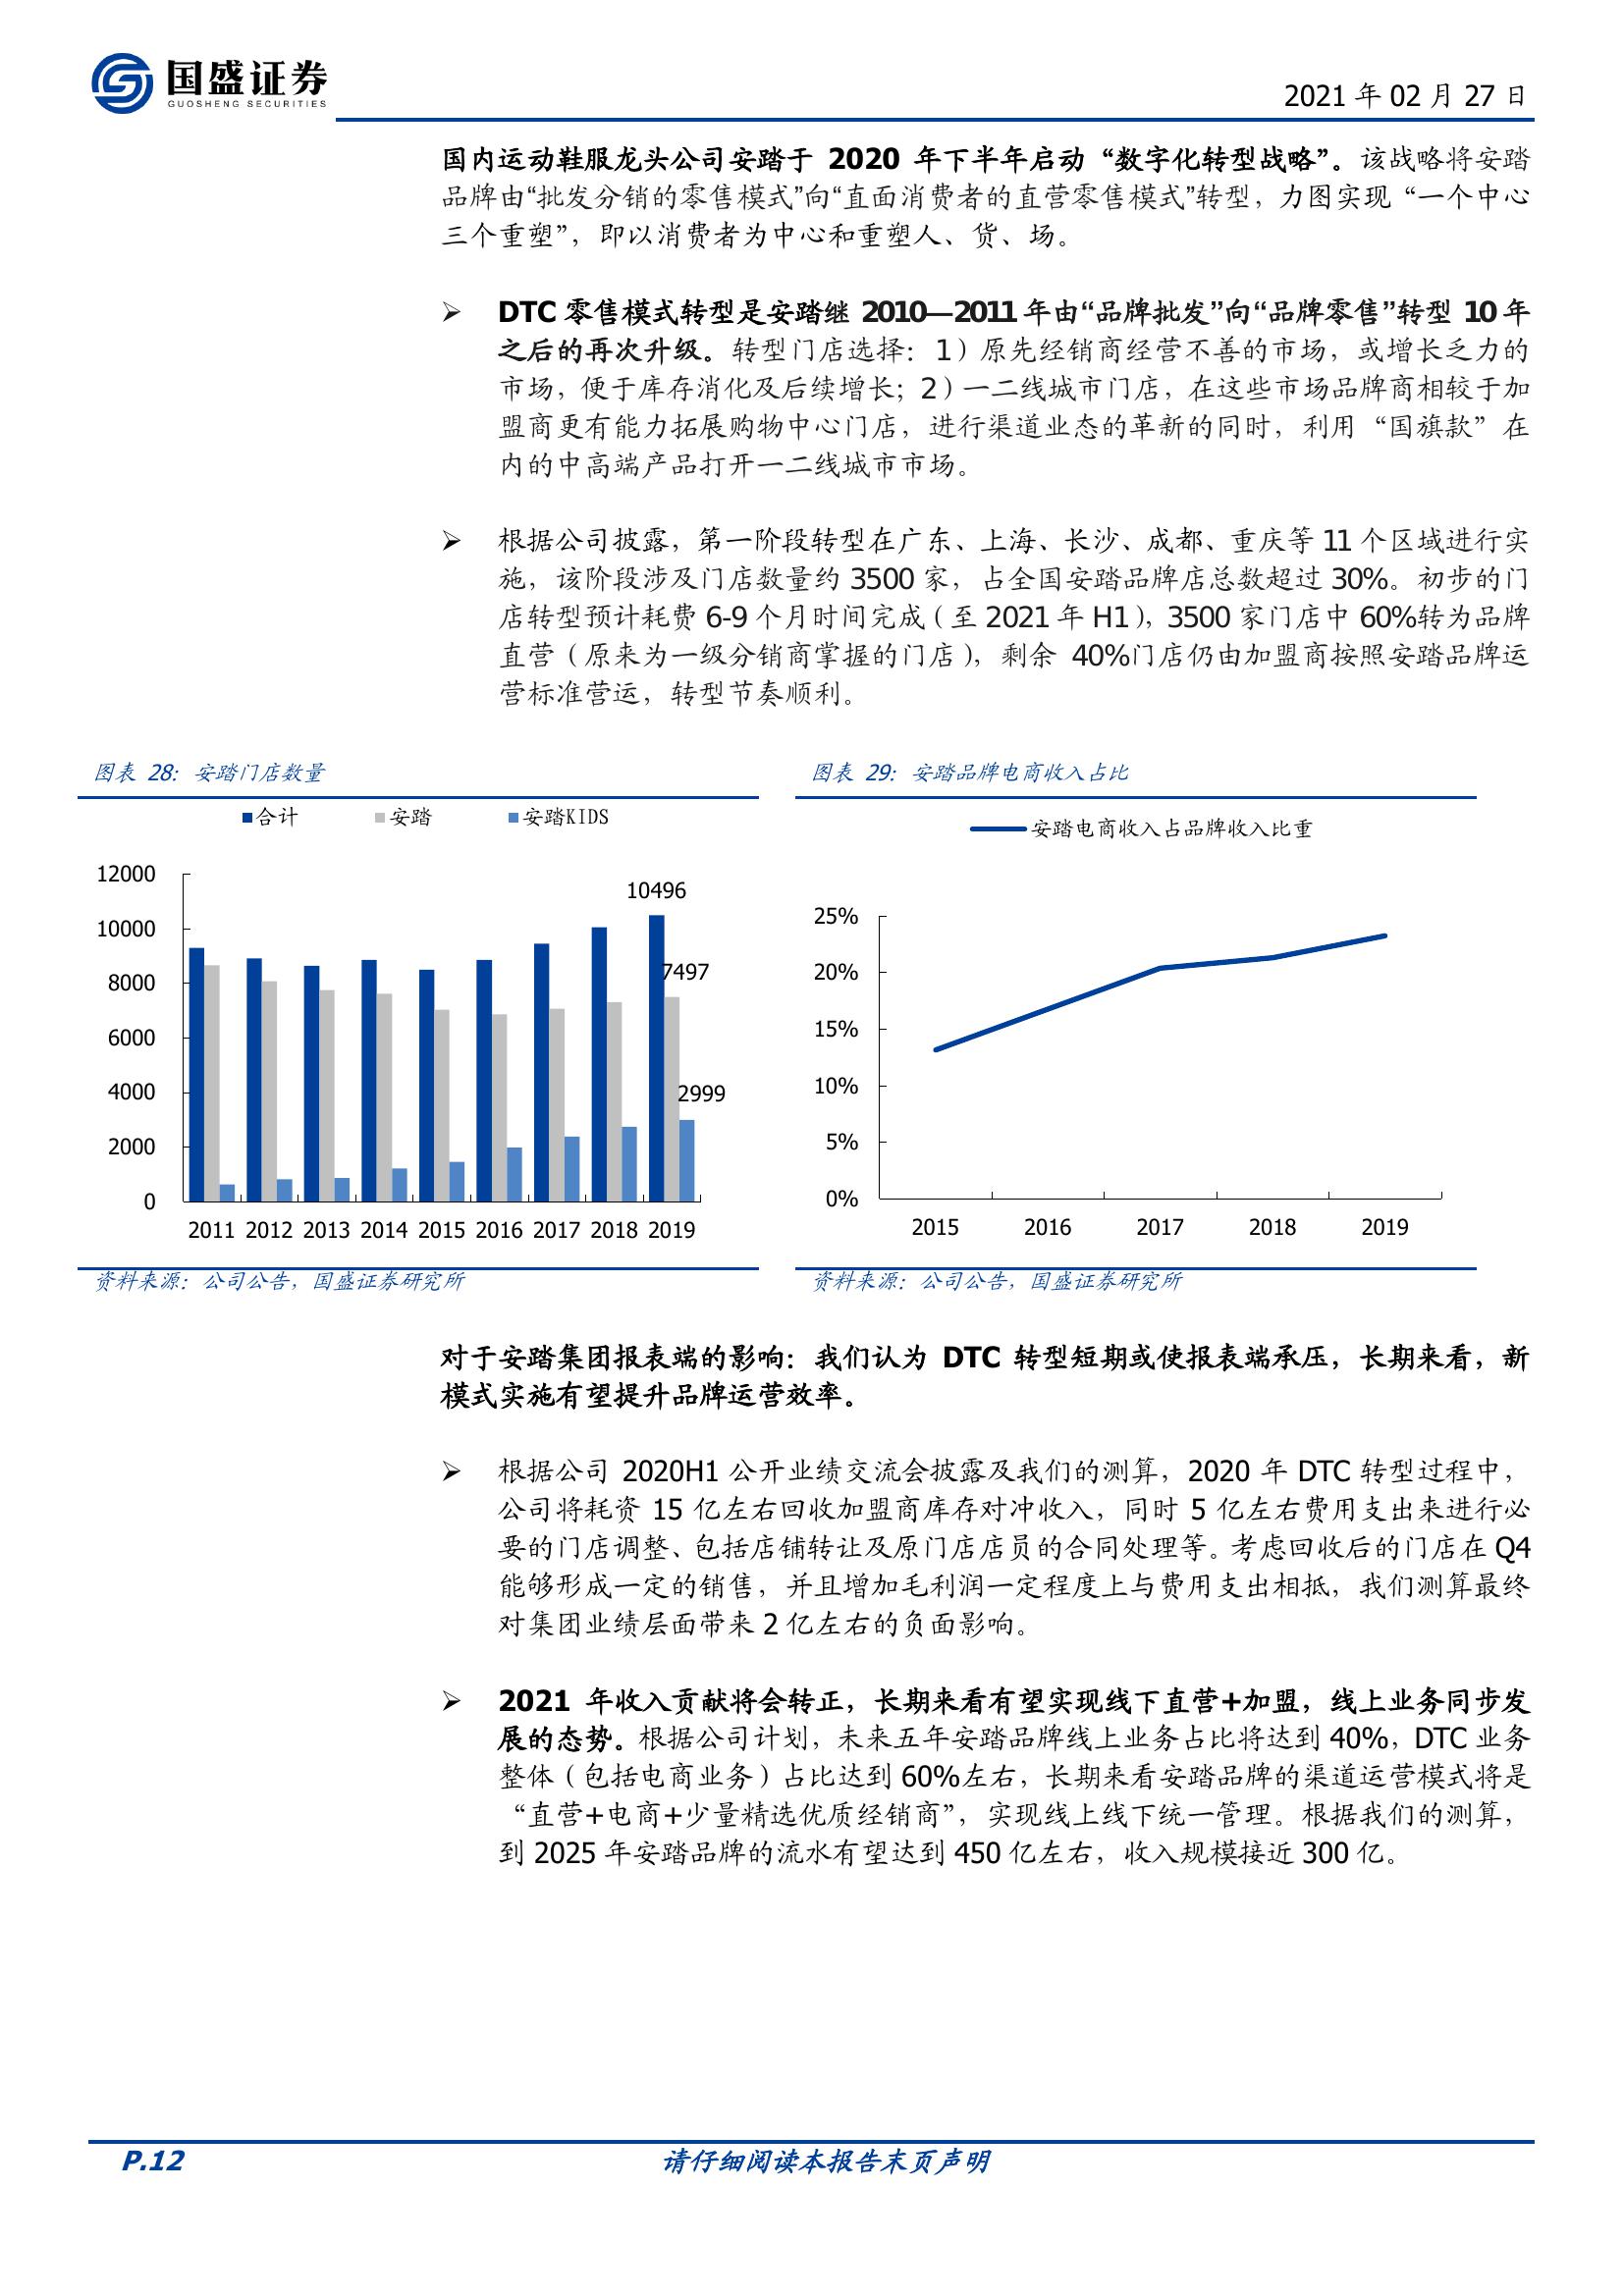 国盛证券
GUOSHENG SECURITIES
2021 年 02 月 27 日
国内运动鞋服龙头公司安踏于 2020 年下半年启动“数字化转型战略”。该战略将安踏
品牌由“批发分销的零售模式”向“直面消费者的直营零售模式”转型，力图实现“一个中心
三个重塑”，即以消费者为中心和重塑人、货、场。
➢ DTC 零售模式转型是安踏继 2010—2011 年由“品牌批发”向“品牌零售”转型 10 年
之后的再次升级。转型门店选择：1）原先经销商经营不善的市场，或增长乏力的
市场，便于库存消化及后续增长；2）一二线城市门店，在这些市场品牌商相较于加
盟商更有能力拓展购物中心门店，进行渠道业态的革新的同时，利用“国旗款”在
内的中高端产品打开一二线城市市场。
➢ 根据公司披露，第一阶段转型在广东、上海、长沙、成都、重庆等 11 个区域进行实
施，该阶段涉及门店数量约 3500 家，占全国安踏品牌店总数超过 30%。初步的门
店转型预计耗费 6-9 个月时间完成（至 2021 年 H1），3500 家门店中 60%转为品牌
直营（原来为一级分销商掌握的门店），剩余 40%门店仍由加盟商按照安踏品牌运
营标准营运，转型节奏顺利。
图表 28：安踏门店数量
合计 安踏 安踏KIDS
12000
10000
8000
6000
4000
2000
0
10496
7497
2999
2011 2012 2013 2014 2015 2016 2017 2018 2019
资料来源：公司公告，国盛证券研究所
图表 29：安踏品牌电商收入占比
安踏电商收入占品牌收入比重
25%
20%
15%
10%
5%
0%
2015 2016 2017 2018 2019
资料来源：公司公告，国盛证券研究所
对于安踏集团报表端的影响：我们认为 DTC 转型短期或使报表端承压，长期来看，新
模式实施有望提升品牌运营效率。
➢ 根据公司 2020H1 公开业绩交流会披露及我们的测算，2020 年 DTC 转型过程中，
公司将耗资 15 亿左右回收加盟商库存对冲收入，同时 5 亿左右费用支出来进行必
要的门店调整、包括店铺转让及原门店店员的合同处理等。考虑回收后的门店在 Q4
能够形成一定的销售，并且增加毛利润一定程度上与费用支出相抵，我们测算最终
对集团业绩层面带来 2 亿左右的负面影响。
➢ 2021 年收入贡献将会转正，长期来看有望实现线下直营+加盟，线上业务同步发
展的态势。根据公司计划，未来五年安踏品牌线上业务占比将达到 40%，DTC 业务
整体（包括电商业务）占比达到 60%左右，长期来看安踏品牌的渠道运营模式将是
“直营+电商+少量精选优质经销商”，实现线上线下统一管理。根据我们的测算，
到 2025 年安踏品牌的流水有望达到 450 亿左右，收入规模接近 300 亿。
P.12
请仔细阅读本报告末页声明